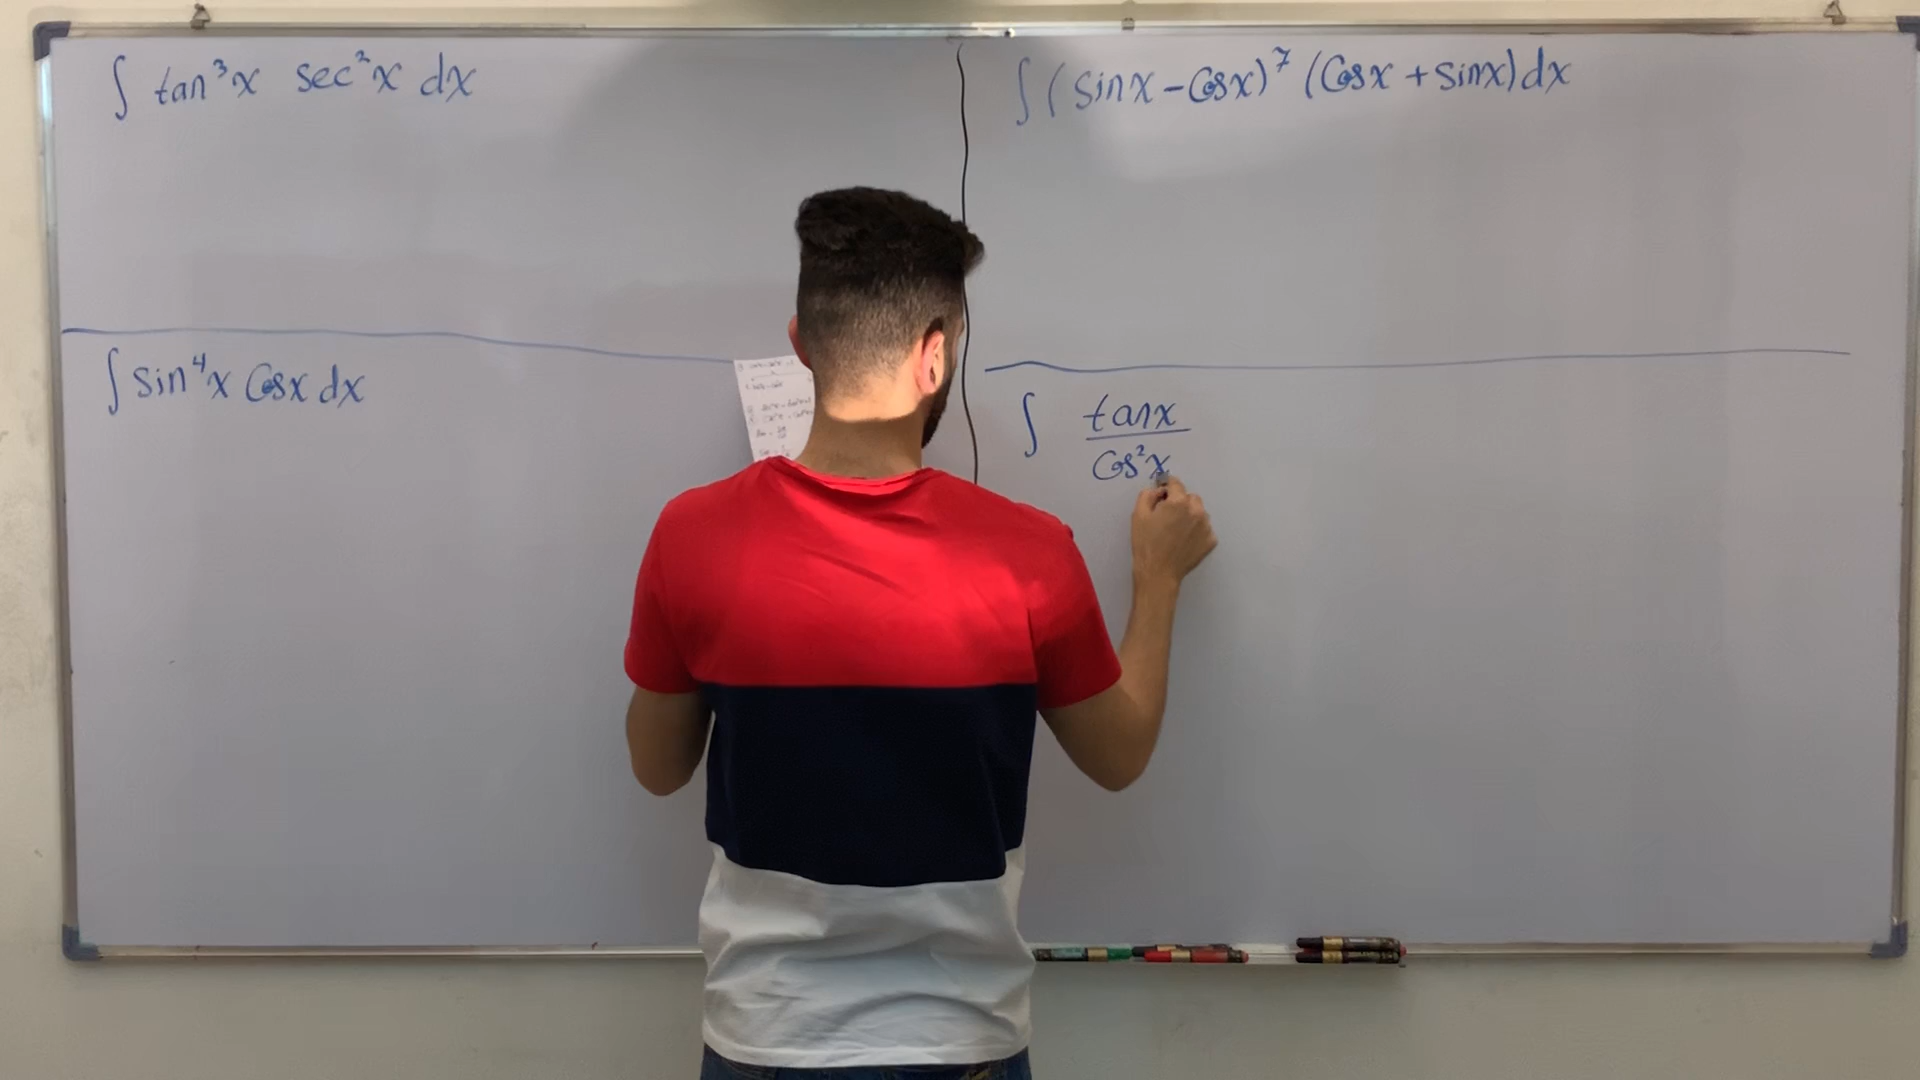 ∫ tan³x sec²x dx
∫ sin⁴x Cosx dx
∫ (sinx - Cosx)⁷ (Cosx + sinx) dx
∫ tanx
Cos²x